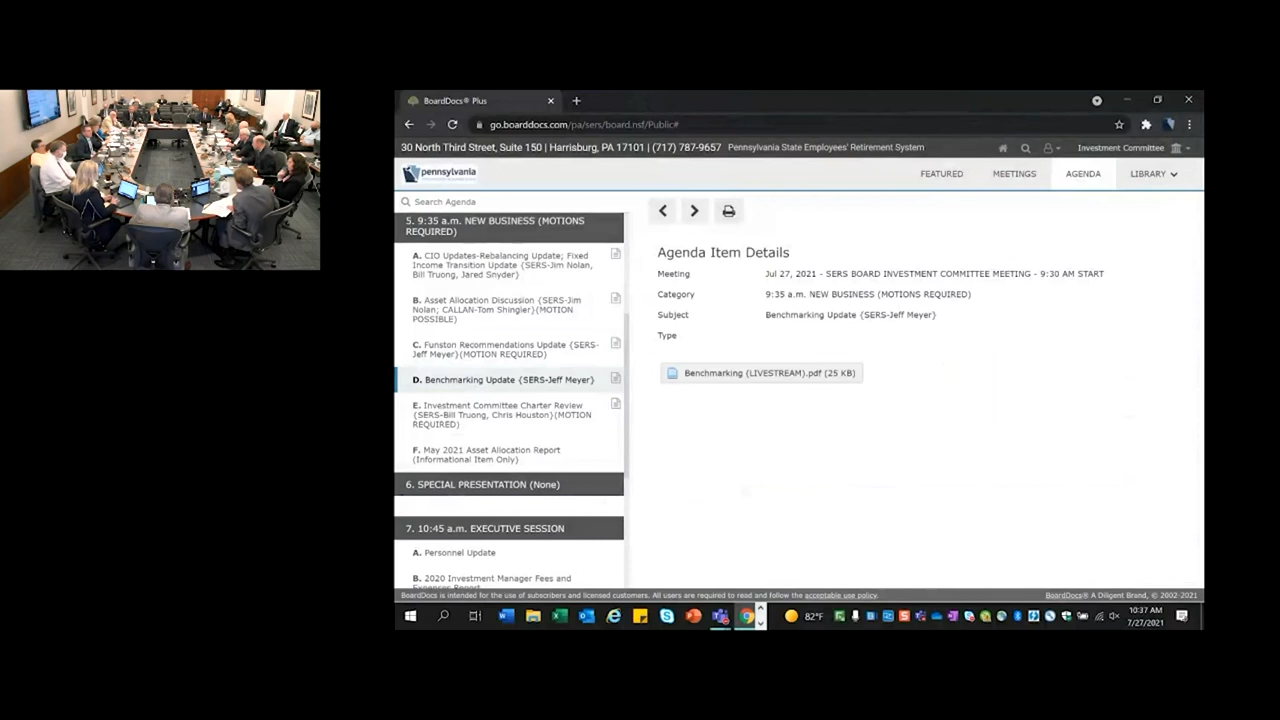 BoardDocs® Plus
go.boarddocs.com/pa/sers/board.nsf/Public#
30 North Third Street, Suite 150 | Harrisburg, PA 17101 | (717) 787-9657 Pennsylvania State Employees' Retirement System
Investment Committee
pennsylvania
FEATURED
MEETINGS
AGENDA
LIBRARY
Search Agenda
5. 9:35 a.m. NEW BUSINESS (MOTIONS
REQUIRED)
A. CIO Updates-Rebalancing Update; Fixed
Income Transition Update {SERS-Jim Nolan,
Bill Truong, Jared Snyder}
B. Asset Allocation Discussion {SERS-Jim
Nolan; CALLAN-Tom Shingler}(MOTION
POSSIBLE)
C. Funston Recommendations Update {SERS-
Jeff Meyer}(MOTION REQUIRED)
D. Benchmarking Update {SERS-Jeff Meyer}
E. Investment Committee Charter Review
{SERS-Bill Truong, Chris Houston}(MOTION
REQUIRED)
F. May 2021 Asset Allocation Report
(Informational Item Only)
6. SPECIAL PRESENTATION (None)
7. 10:45 a.m. EXECUTIVE SESSION
A. Personnel Update
B. 2020 Investment Manager Fees and
Expenses Report
Agenda Item Details
Meeting Jul 27, 2021 - SERS BOARD INVESTMENT COMMITTEE MEETING - 9:30 AM START
Category 9:35 a.m. NEW BUSINESS (MOTIONS REQUIRED)
Subject Benchmarking Update {SERS-Jeff Meyer}
Type
Benchmarking (LIVESTREAM).pdf (25 KB)
BoardDocs is intended for the use of subscribers and licensed customers. All users are required to read and follow the acceptable use policy.
BoardDocs® A Diligent Brand, © 2002-2021
82°F
10:37 AM
7/27/2021